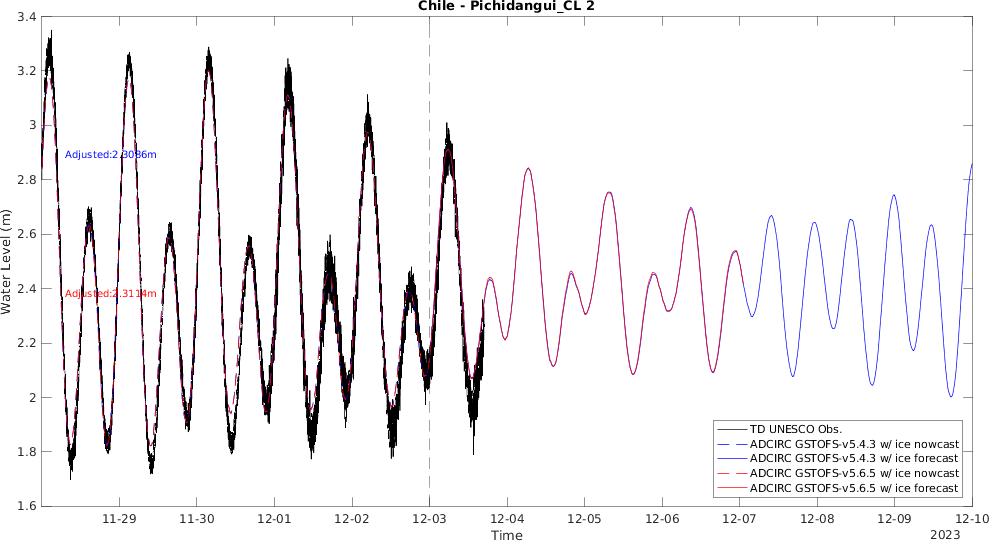 Chile - Pichidangui_CL 2
3.4
3.2
3
2.8
2.6
2.4
2.2
2
1.8
1.6
Water Level (m)
Adjusted:2.3086m
Adjusted:2.3114m
TD UNESCO Obs.
ADCIRC GSTOFS-v5.4.3 w/ ice nowcast
ADCIRC GSTOFS-v5.4.3 w/ ice forecast
ADCIRC GSTOFS-v5.6.5 w/ ice nowcast
ADCIRC GSTOFS-v5.6.5 w/ ice forecast
11-29 11-30 12-01 12-02 12-03 12-04 12-05 12-06 12-07 12-08 12-09 12-10
Time
2023